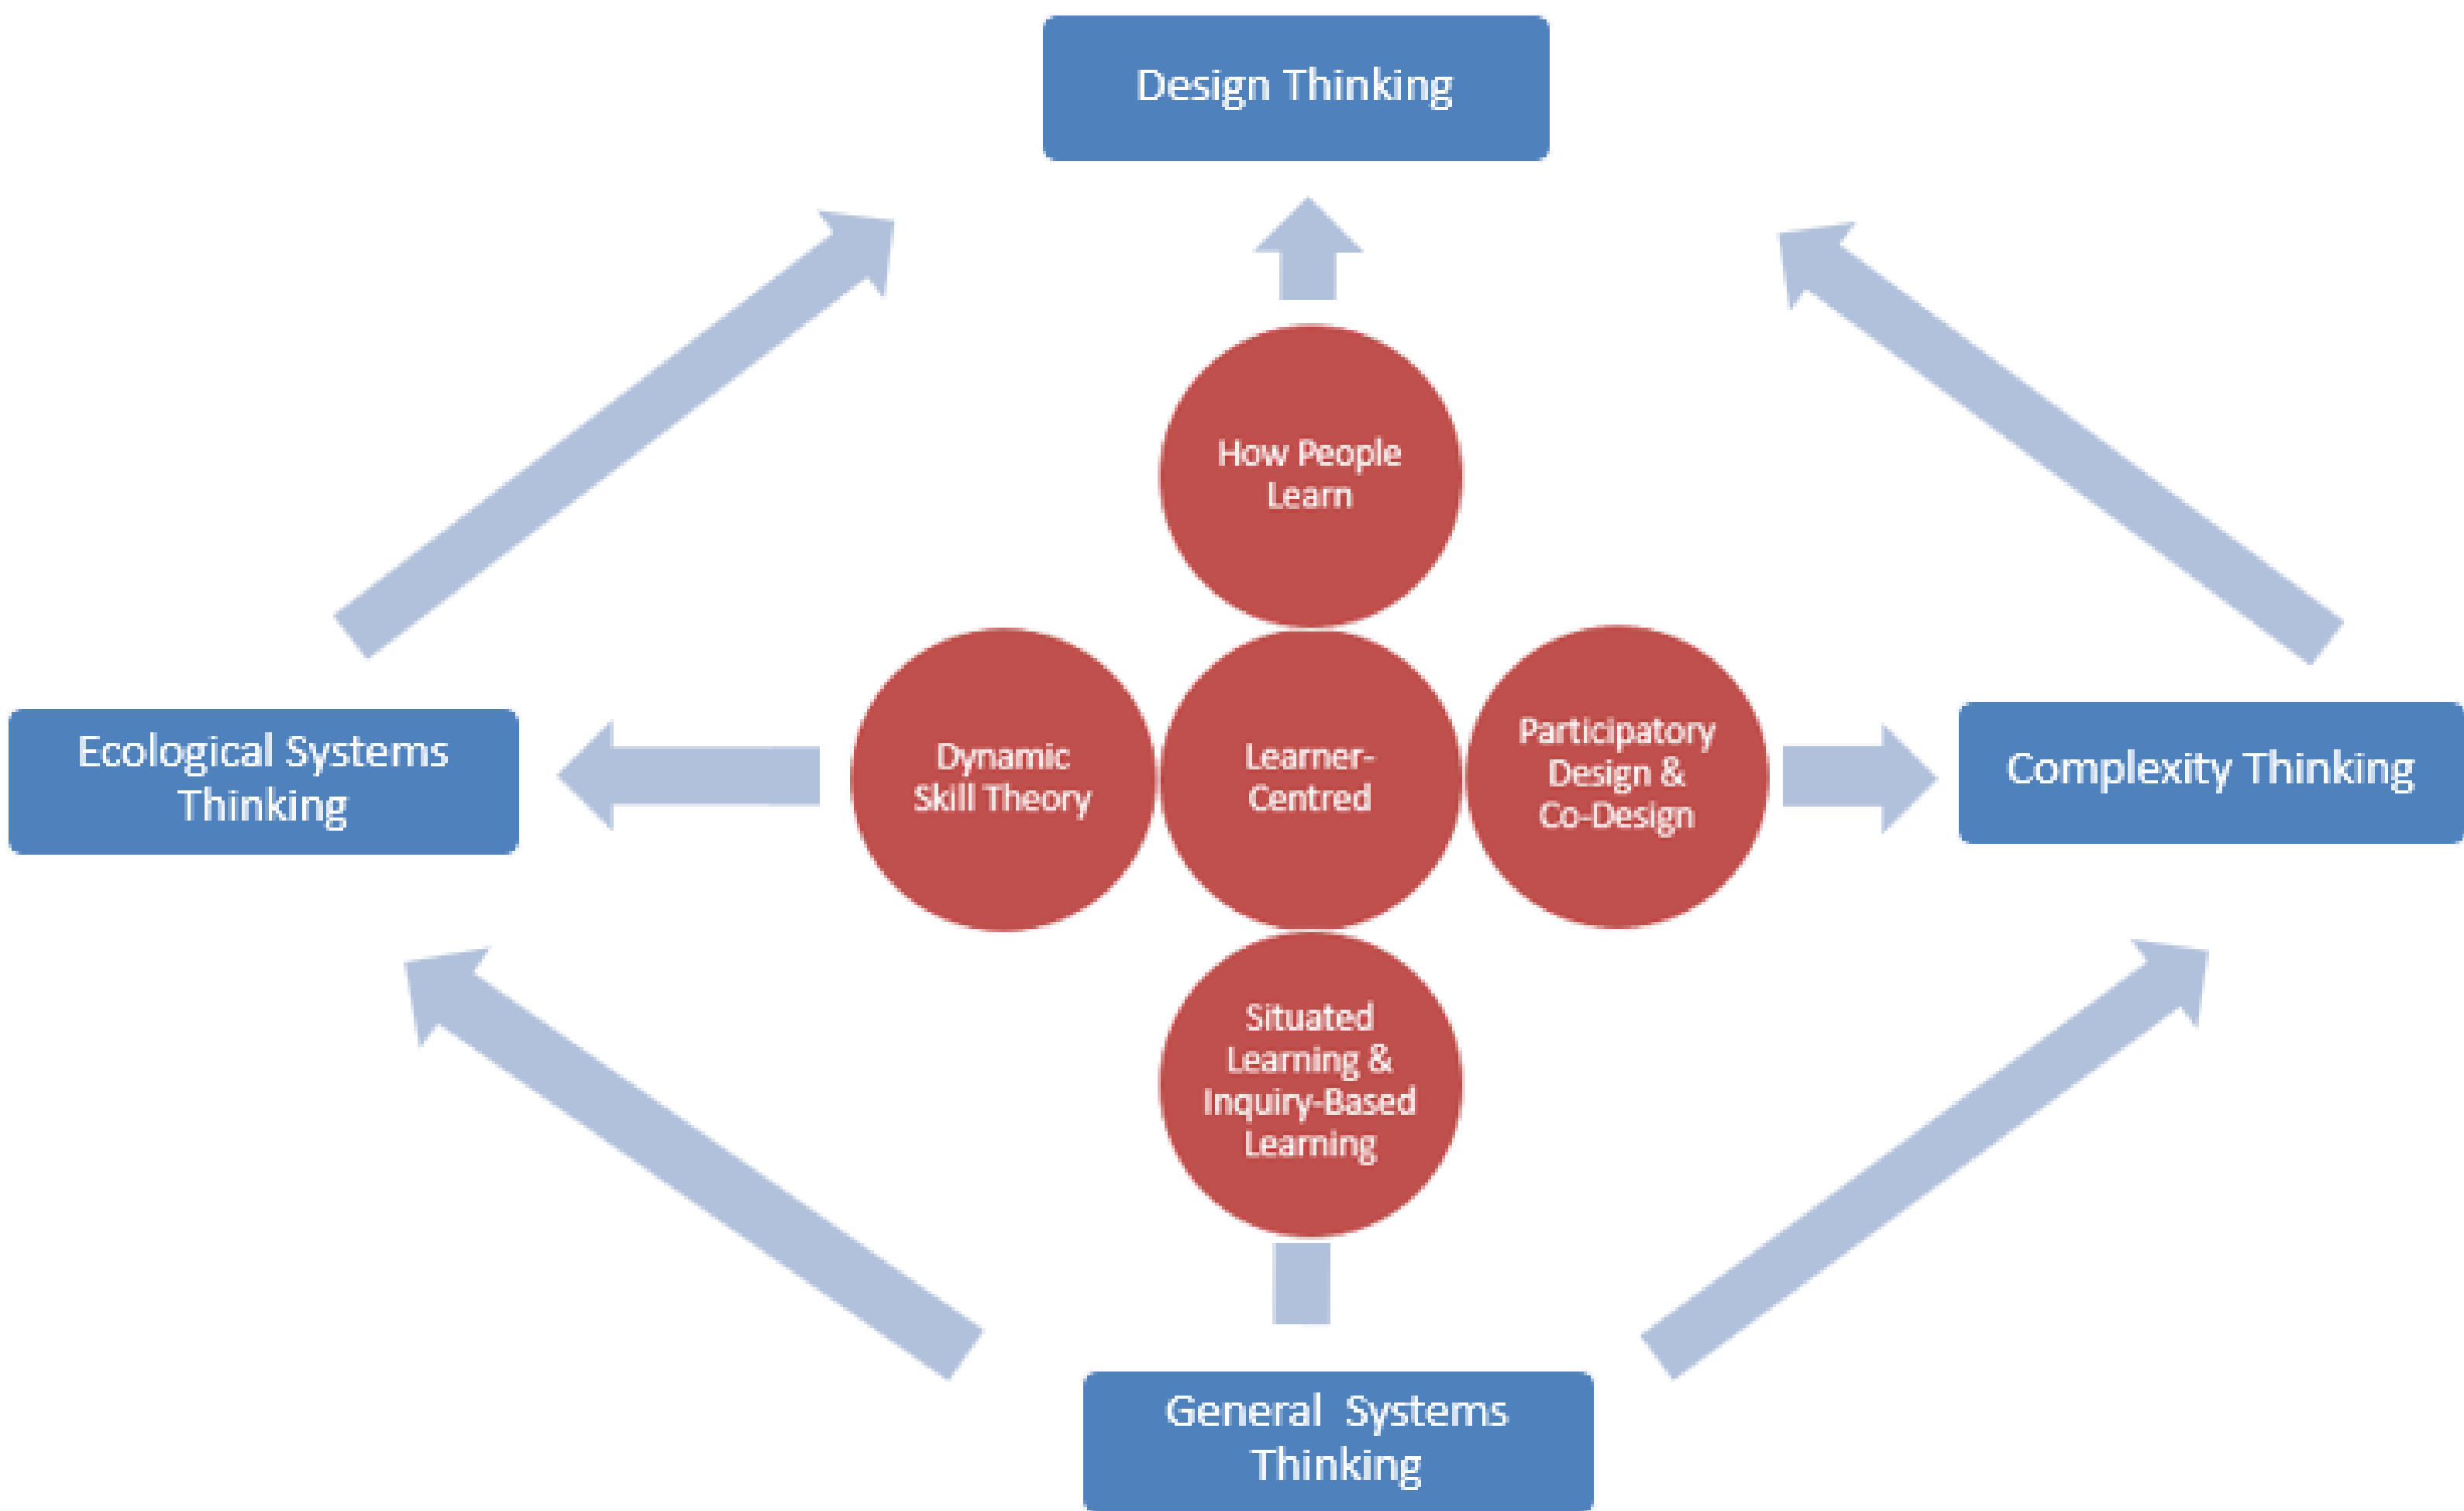 Design Thinking
How People
Learn
Ecological Systems
Thinking
Dynamic
Skill Theory
Learner-
Centred
Participatory
Design &
Co-Design
Complexity Thinking
Situated
Learning &
Inquiry-Based
Learning
General  Systems
Thinking